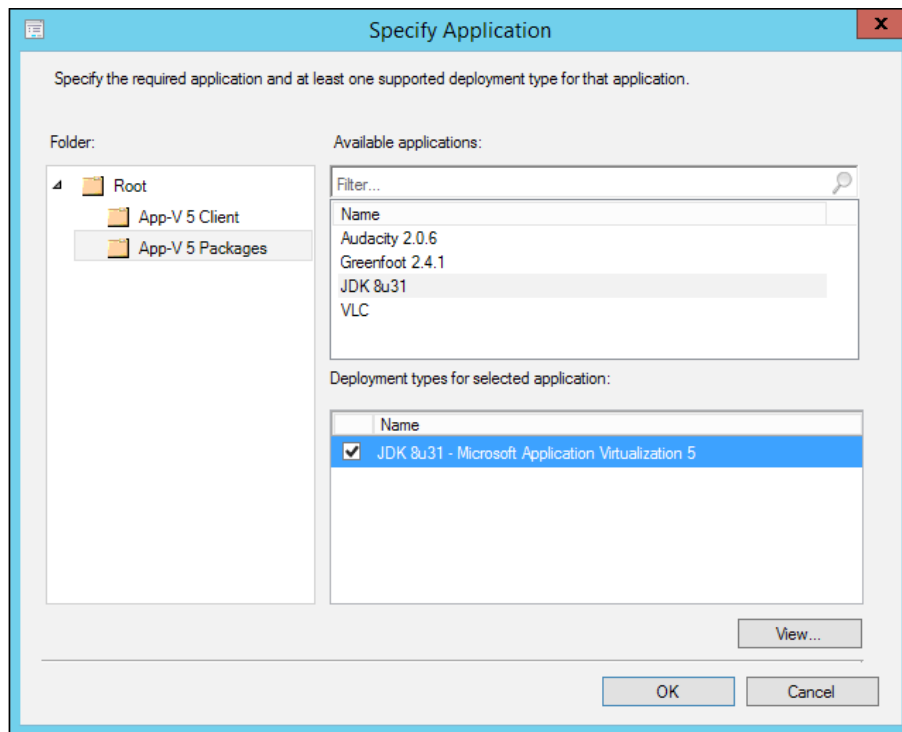 Specify Application
x
Specify the required application and at least one supported deployment type for that application.
Folder:
Root
App-V 5 Client
App-V 5 Packages
Available applications:
Filter...
Name
Audacity 2.0.6
Greenfoot 2.4.1
JDK 8u31
VLC
Deployment types for selected application:
Name
JDK 8u31 - Microsoft Application Virtualization 5
View...
OK
Cancel